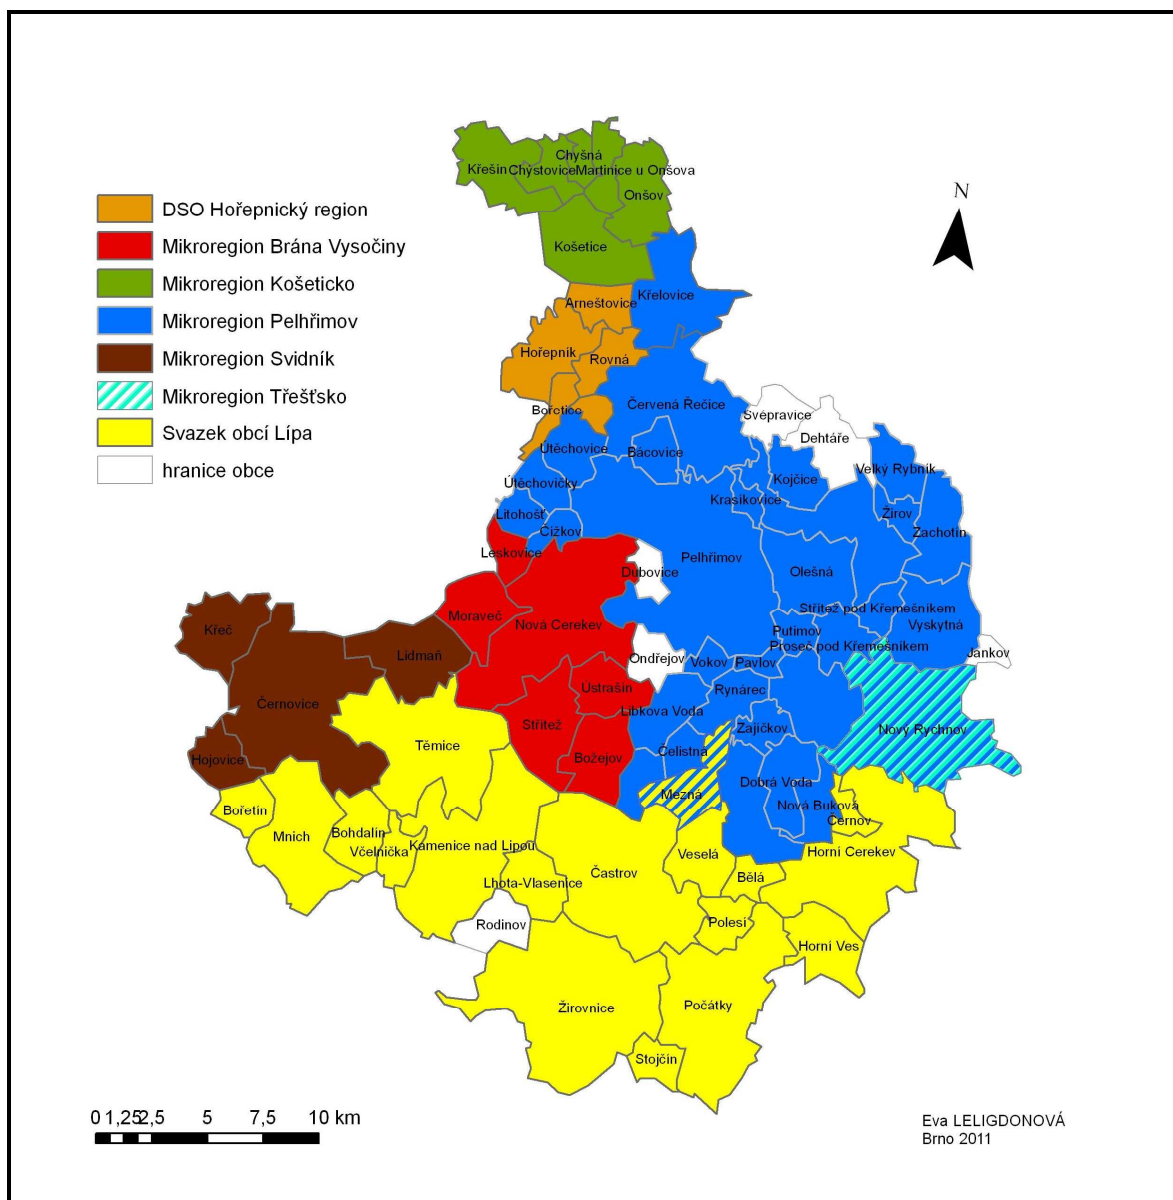 Chyšná
Křešín
Chýstovice
Martinice u Onšova
Onšov
N
DSO Hořepnický region
Mikroregion Brána Vysočiny
Mikroregion Košeticko
Mikroregion Pelhřimov
Mikroregion Svidník
Mikroregion Třešťsko
Svazek obcí Lípa
hranice obce
Košetice
Křelovice
Arneštovice
Hořepník
Rovná
Bořetice
Červená Řečice
Svépravice
Dehtáře
Útěchovice
Bácovice
Velký Rybník
Kojčice
Útěchovičky
Krasíkovice
Litohošť
Žirov
Čížkov
Zachotín
Leskovice
Pelhřimov
Dubovice
Olešná
Střítež pod Křemešníkem
Moraveč
Nová Cerekev
Vyskytná
Křeč
Putimov
Proseč pod Křemešníkem
Jankov
Lidmaň
Ondřejov
Vokov
Pavlov
Ústrašín
Rynárec
Černovice
Libkova Voda
Střítež
Zajíčkov
Nový Rychnov
Těmice
Čelistná
Hojovice
Božejov
Dobrá Voda
Mezná
Nová Buková
Bořetín
Černov
Mnich
Bohdalín
Včelnička
Kamenice nad Lipou
Veselá
Horní Cerekev
Častrov
Bělá
Lhota-Vlasenice
Rodinov
Polesí
Horní Ves
Žirovnice
Počátky
Stojčín
0 1,25 2,5 5 7,5 10 km
Eva LELIGDONOVÁ
Brno 2011